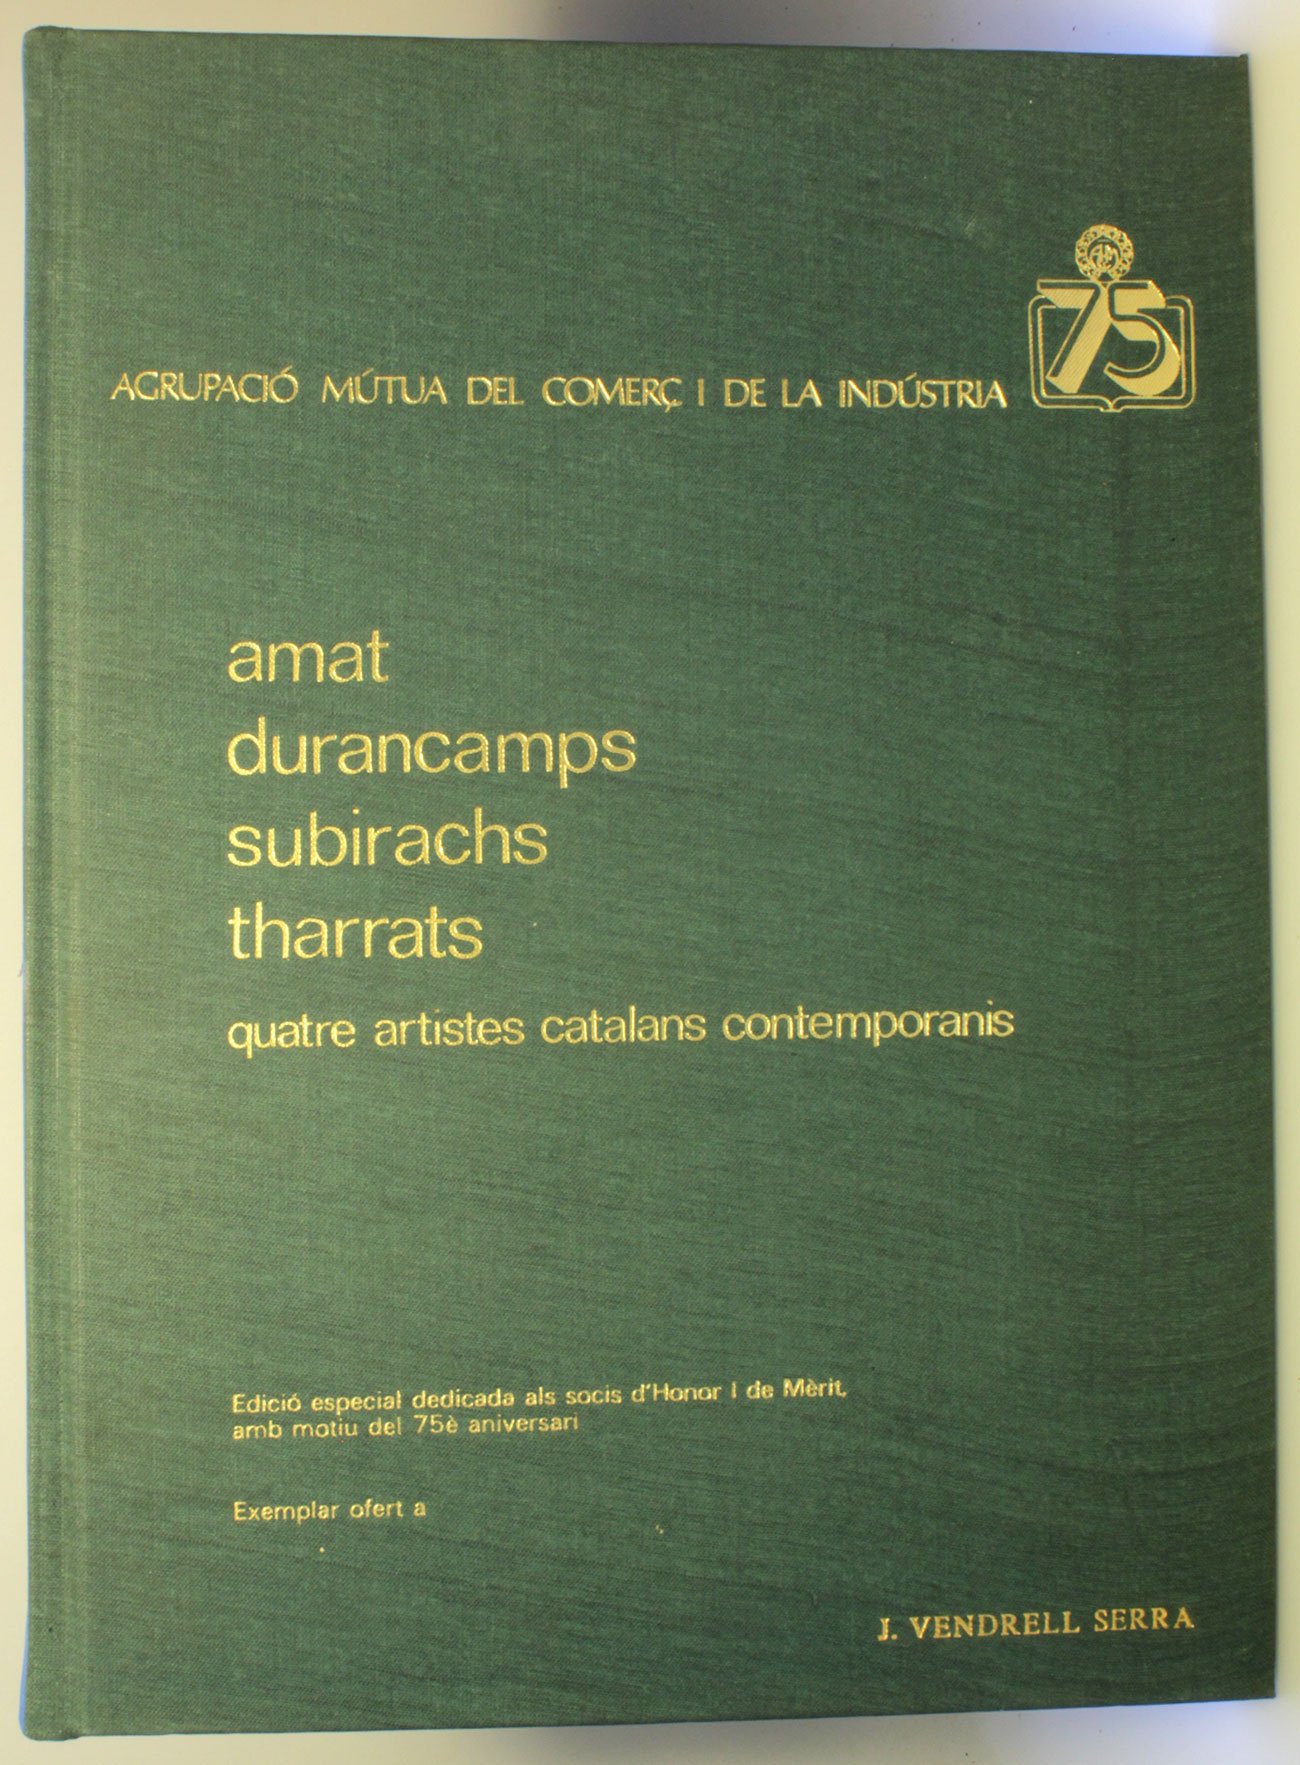 75
AGRUPACIÓ MÚTUA DEL COMERÇ I DE LA INDÚSTRIA
amat
durancamps
subirachs
tharrats
quatre artistes catalans contemporanis
Edició especial dedicada als socis d'Honor i de Mèrit,
amb motiu del 75è aniversari
Exemplar ofert a
J. VENDRELL SERRA